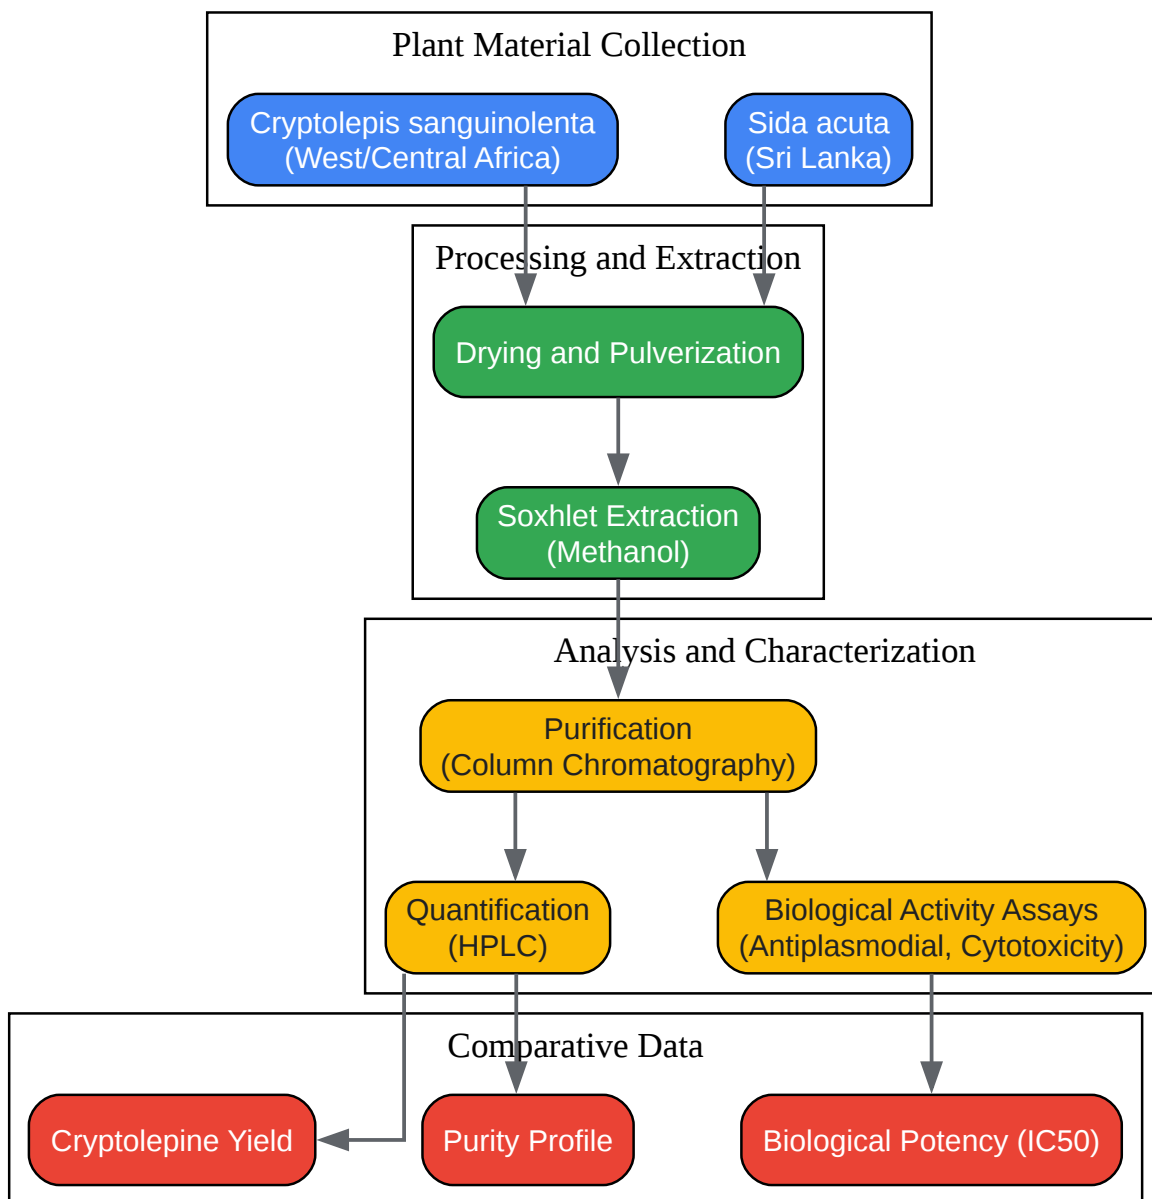 Plant Material Collection
Cryptolepis sanguinolenta
(West/Central Africa)
Sida acuta
(Sri Lanka)
Processing and Extraction
Drying and Pulverization
Soxhlet Extraction
(Methanol)
Analysis and Characterization
Purification
(Column Chromatography)
Quantification
(HPLC)
Biological Activity Assays
(Antiplasmodial, Cytotoxicity)
Comparative Data
Cryptolepine Yield
Purity Profile
Biological Potency (IC50)